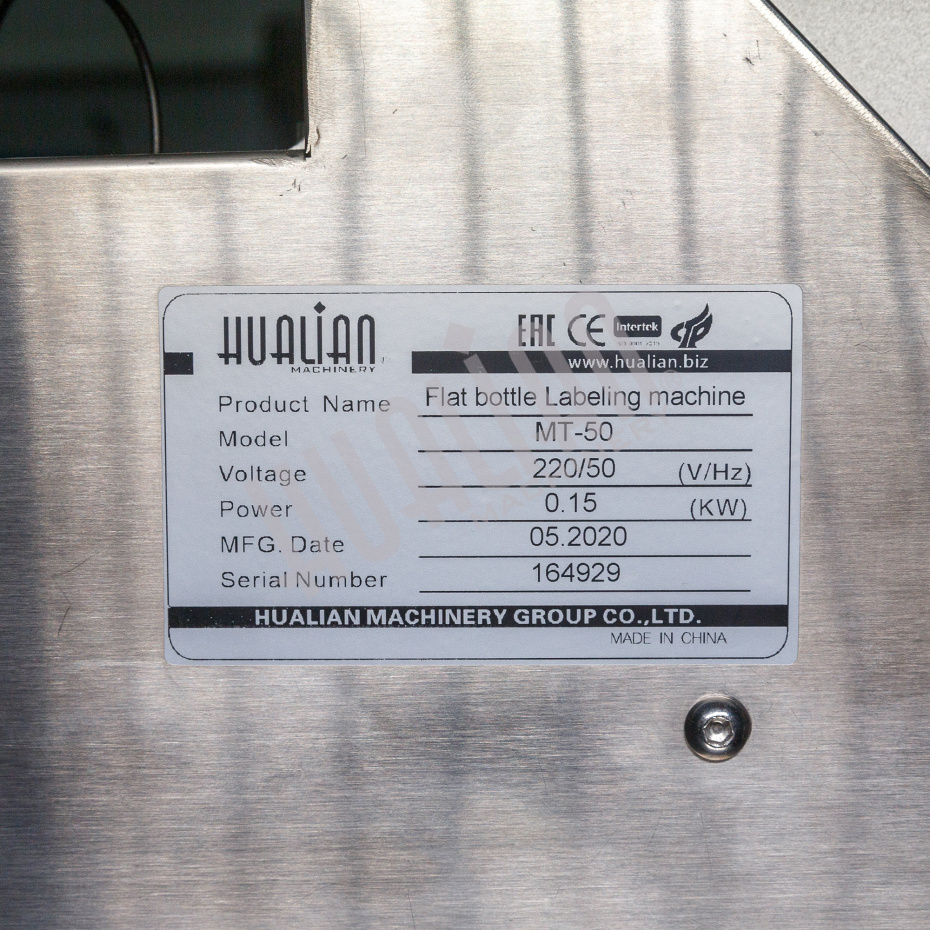 HUALIAN
MACHINERY
EAC CE Intertek
www.hualian.biz
Product Name Flat bottle Labeling machine
Model MT-50
Voltage 220/50 (V/Hz)
Power 0.15 (KW)
MFG. Date 05.2020
Serial Number 164929
HUALIAN MACHINERY GROUP CO.,LTD.
MADE IN CHINA
HUALIAN
MACHINERY